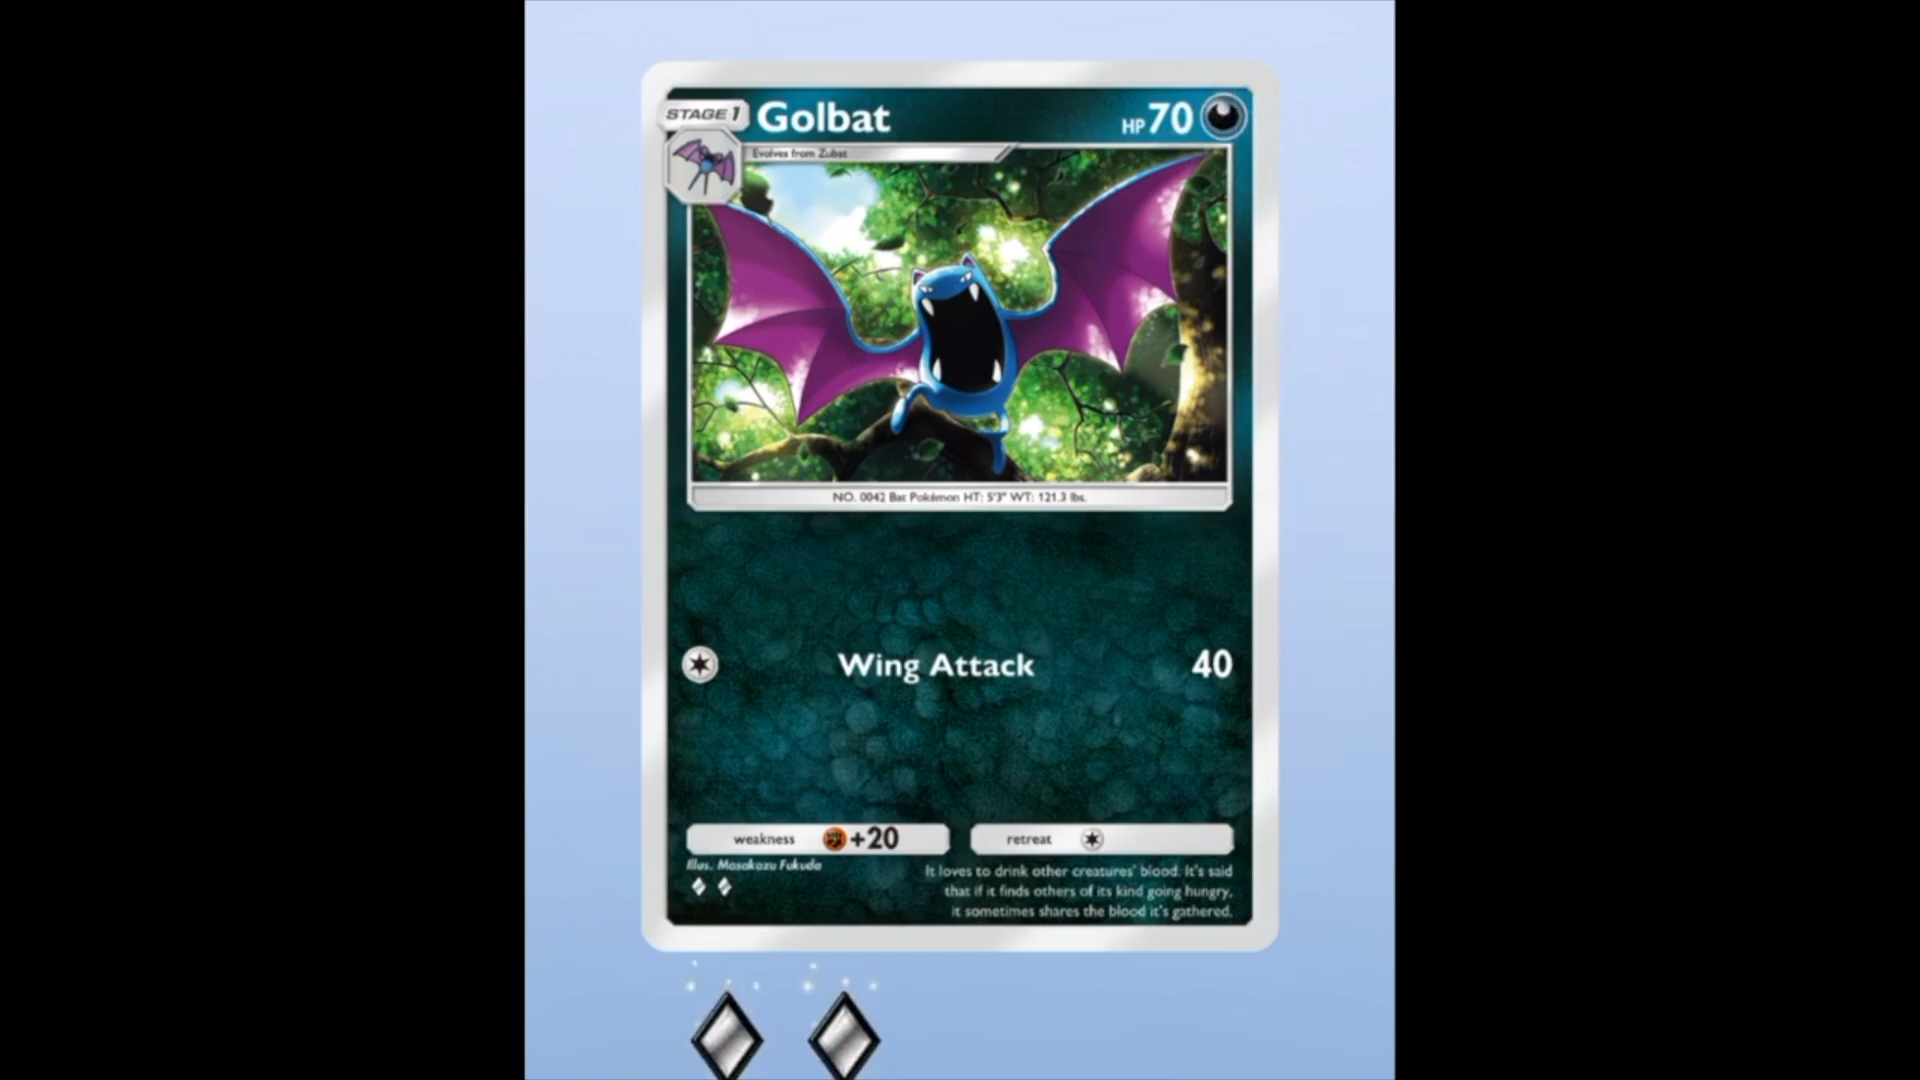 STAGE 1
Golbat
HP 70
Evolves from Zubat
NO. 0042 Bat Pokémon HT: 5'3" WT: 121.3 lbs.
Wing Attack
40
weakness +20
retreat
Illus. Masakazu Fukuda
It loves to drink other creatures' blood. It's said
that if it finds others of its kind going hungry,
it sometimes shares the blood it's gathered.